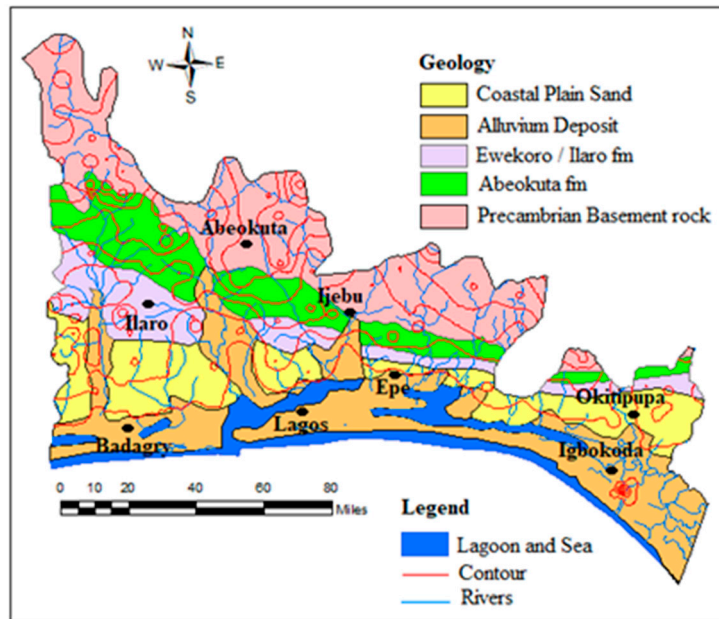 N
W E
S
Geology
Coastal Plain Sand
Alluvium Deposit
Ewekoro / Ilaro fm
Abeokuta fm
Precambrian Basement rock
Abeokuta
Ijebu
Ilaro
Epe
Okitipupa
Lagos
Badagry
Igbokoda
0 10 20 40 60 80
Miles
Legend
Lagoon and Sea
Contour
Rivers